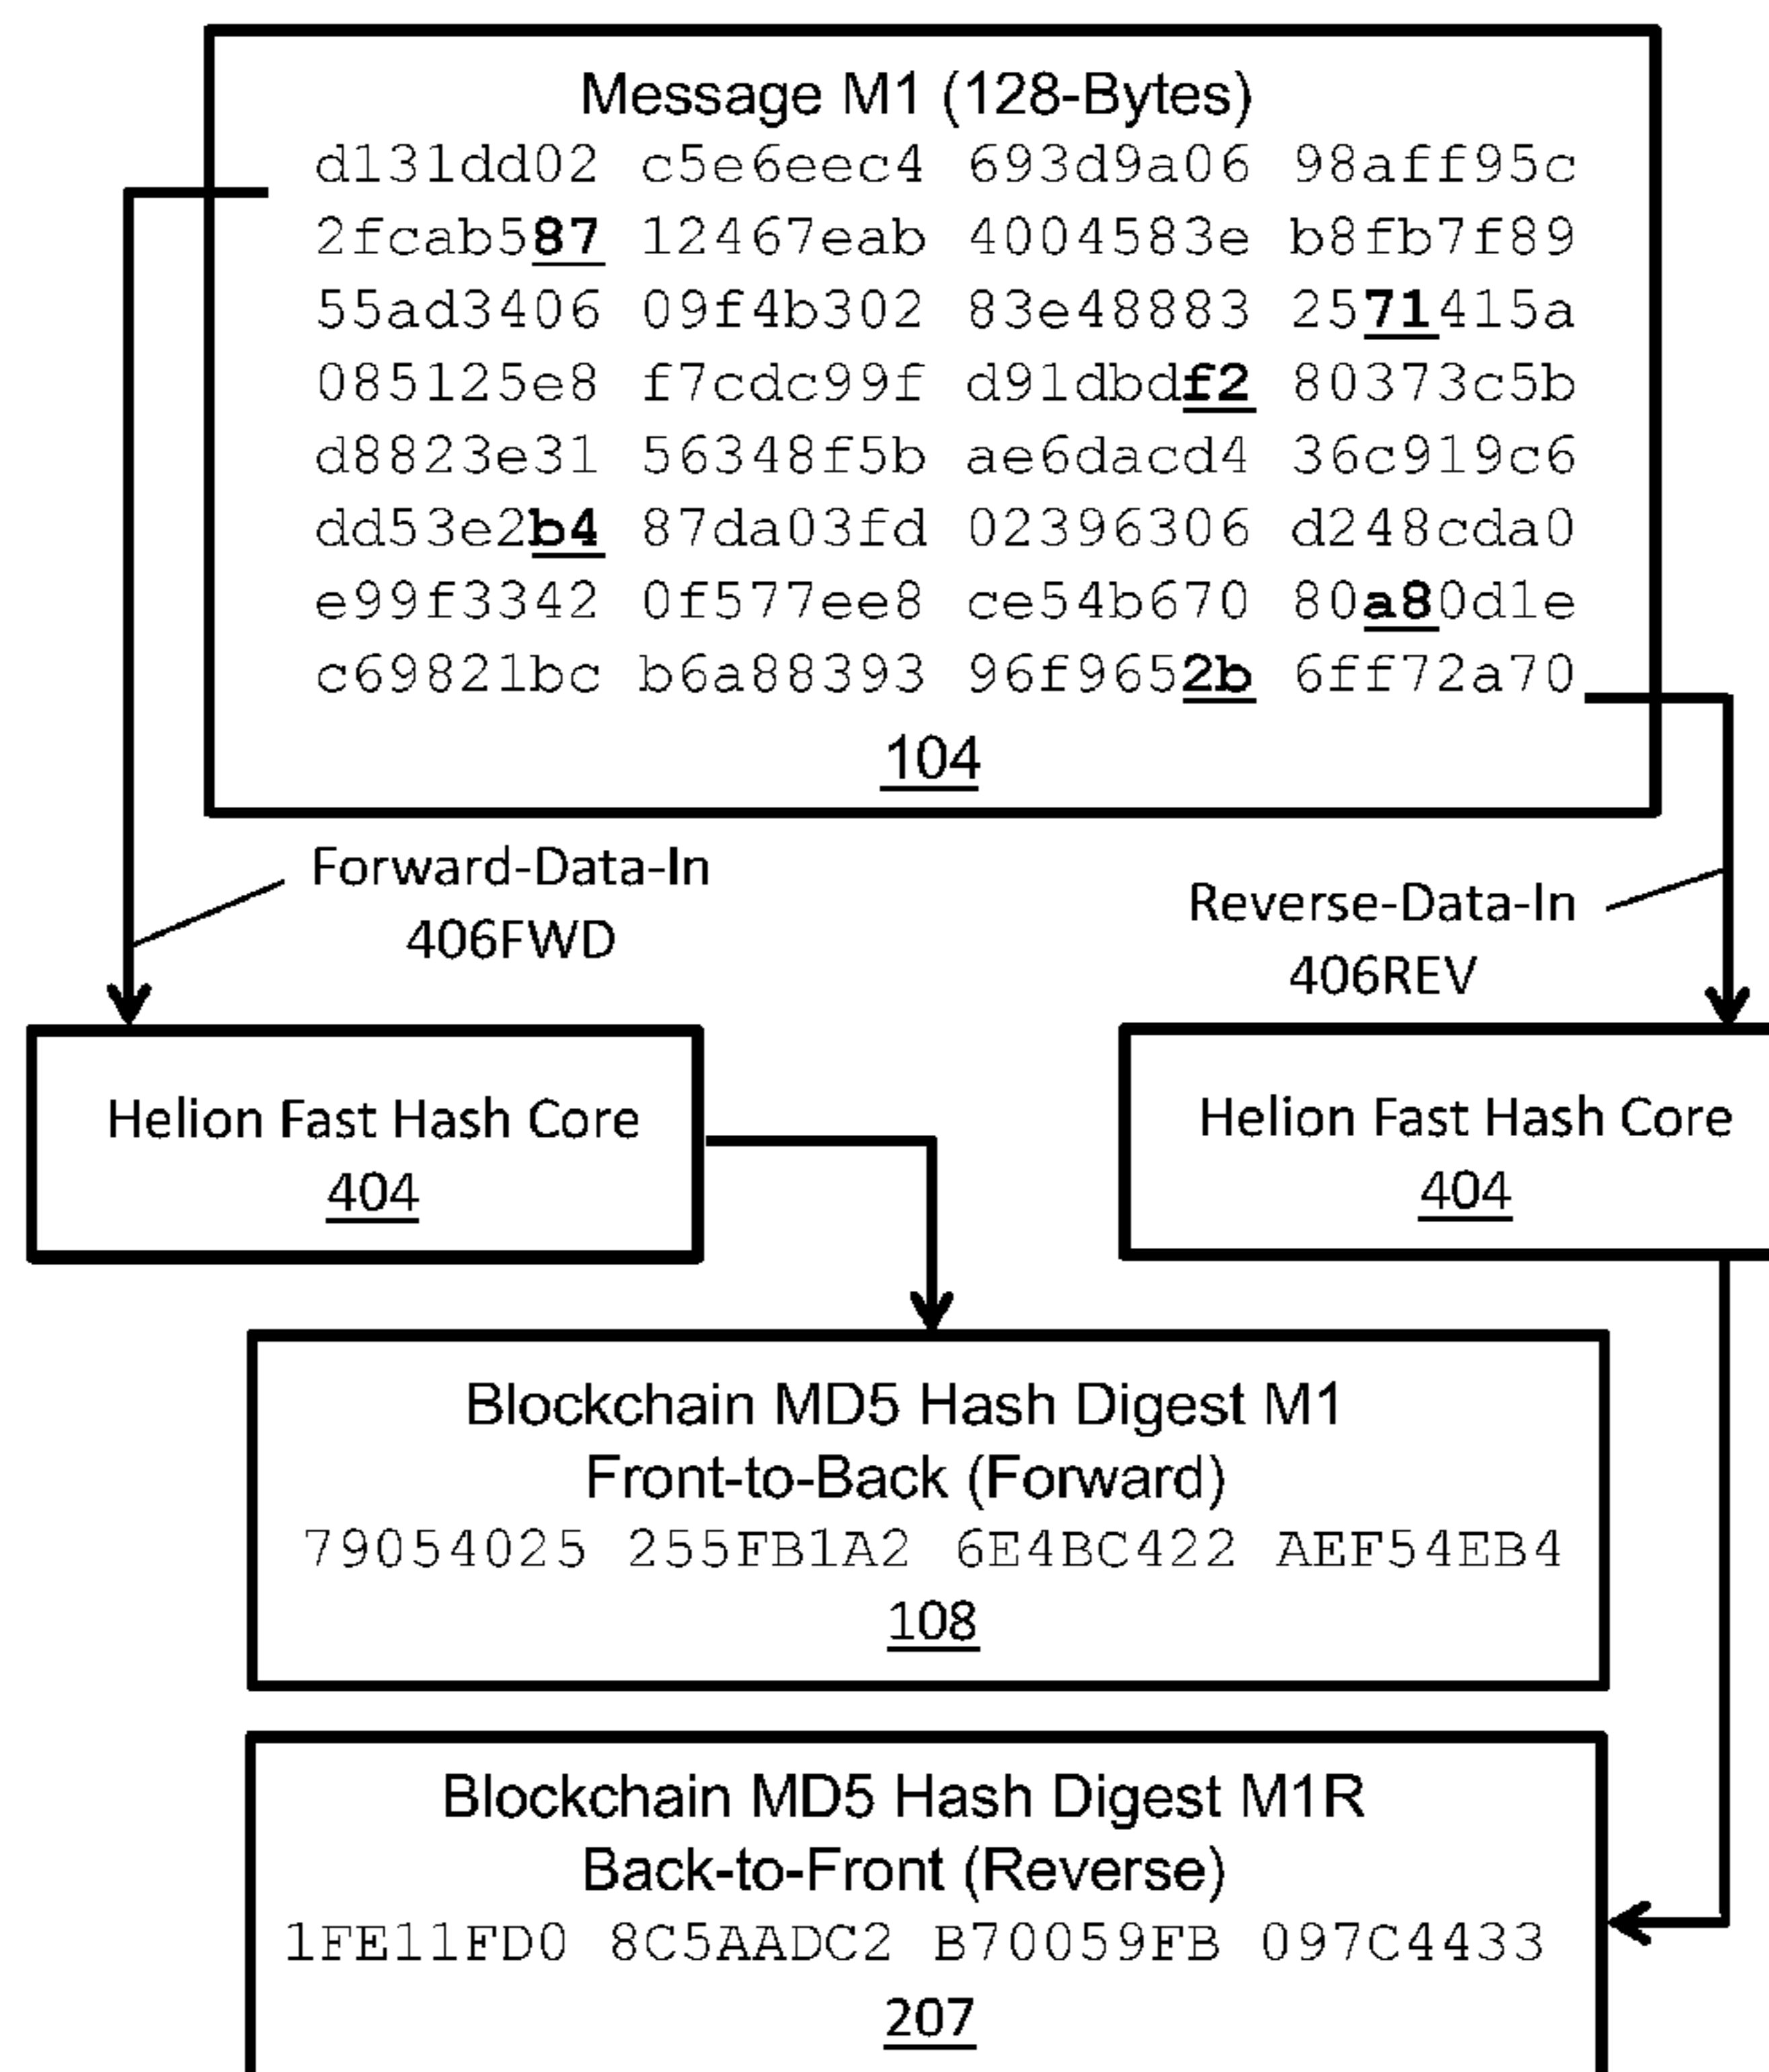 Message M1 (128-Bytes)
d131dd02 c5e6eec4 693d9a06 98aff95c
2fcab587 12467eab 4004583e b8fb7f89
55ad3406 09f4b302 83e48883 2571415a
085125e8 f7cdc99f d91dbdf2 80373c5b
d8823e31 56348f5b ae6dacd4 36c919c6
dd53e2b4 87da03fd 02396306 d248cda0
e99f3342 0f577ee8 ce54b670 80a80d1e
c69821bc b6a88393 96f9652b 6ff72a70
104
Forward-Data-In
406FWD
Reverse-Data-In
406REV
Helion Fast Hash Core
404
Helion Fast Hash Core
404
Blockchain MD5 Hash Digest M1
Front-to-Back (Forward)
79054025 255FB1A2 6E4BC422 AEF54EB4
108
Blockchain MD5 Hash Digest M1R
Back-to-Front (Reverse)
1FE11FD0 8C5AADC2 B70059FB 097C4433
207